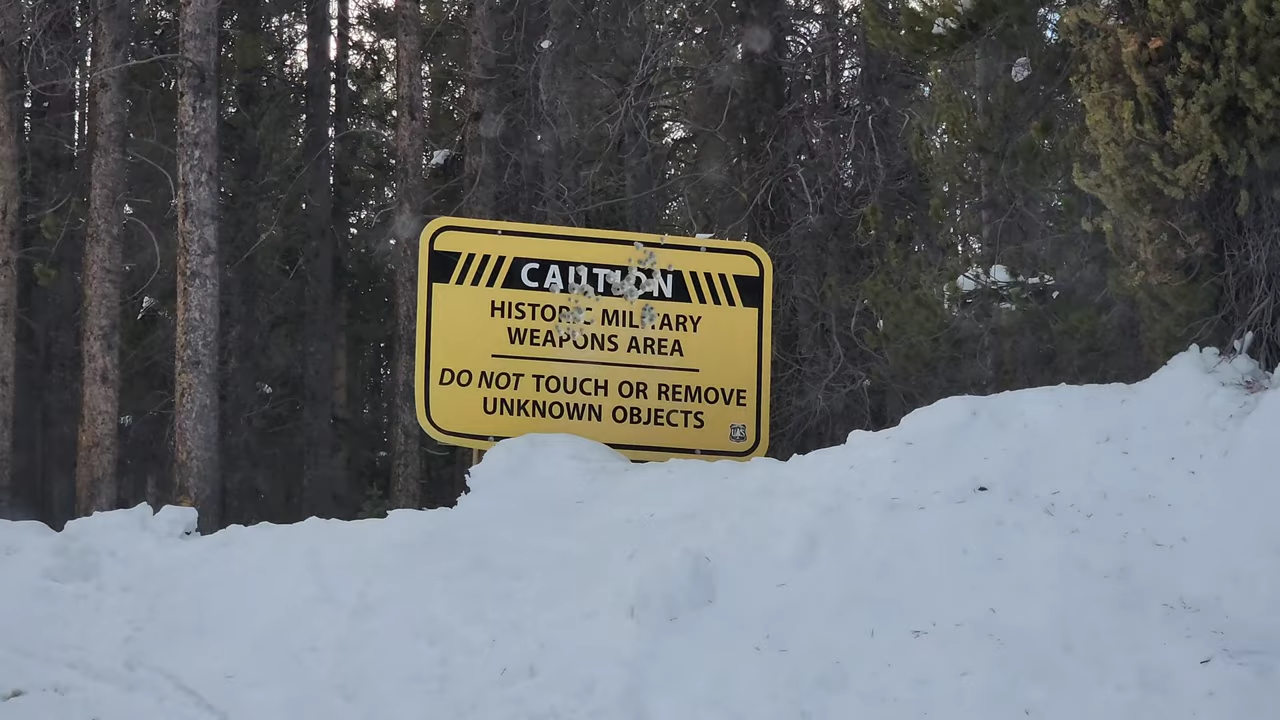 CAUTION
HISTORIC MILITARY
WEAPONS AREA
DO NOT TOUCH OR REMOVE
UNKNOWN OBJECTS